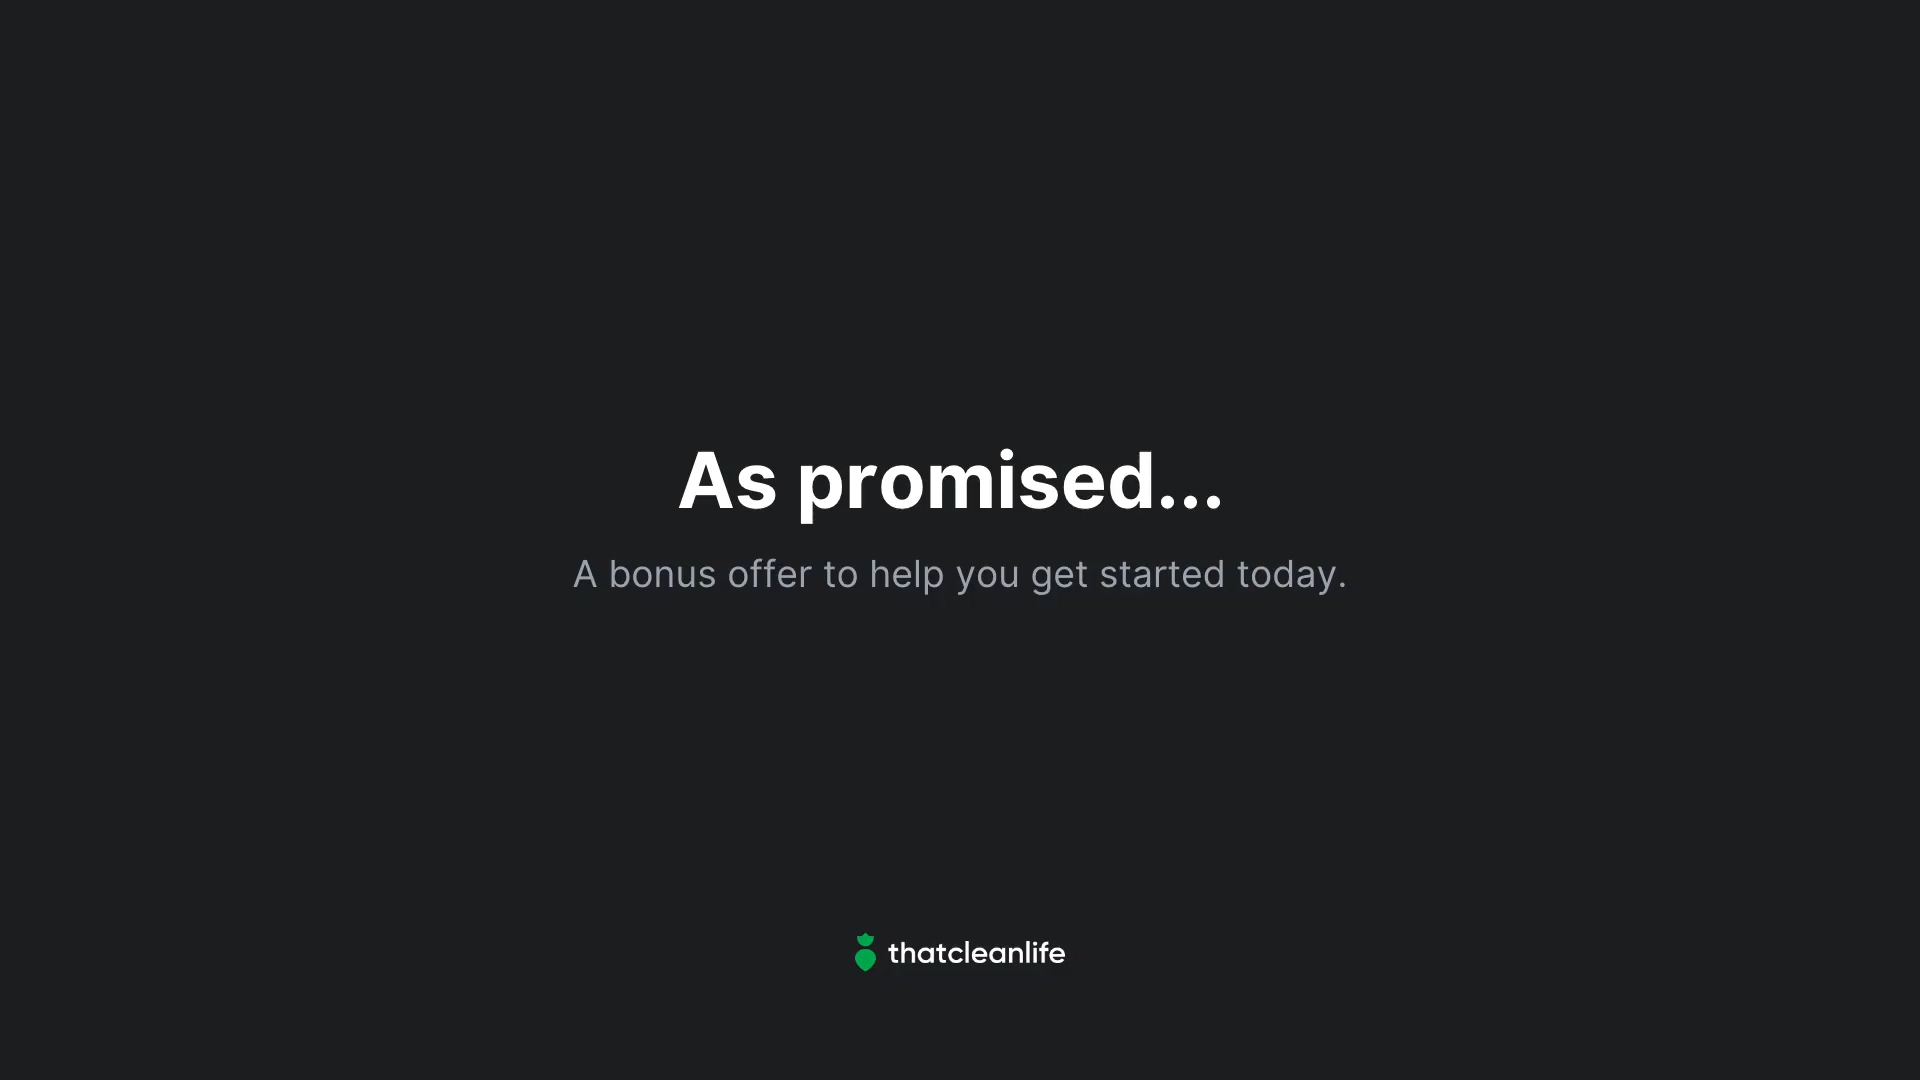 As promised...
A bonus offer to help you get started today.
thatcleanlife